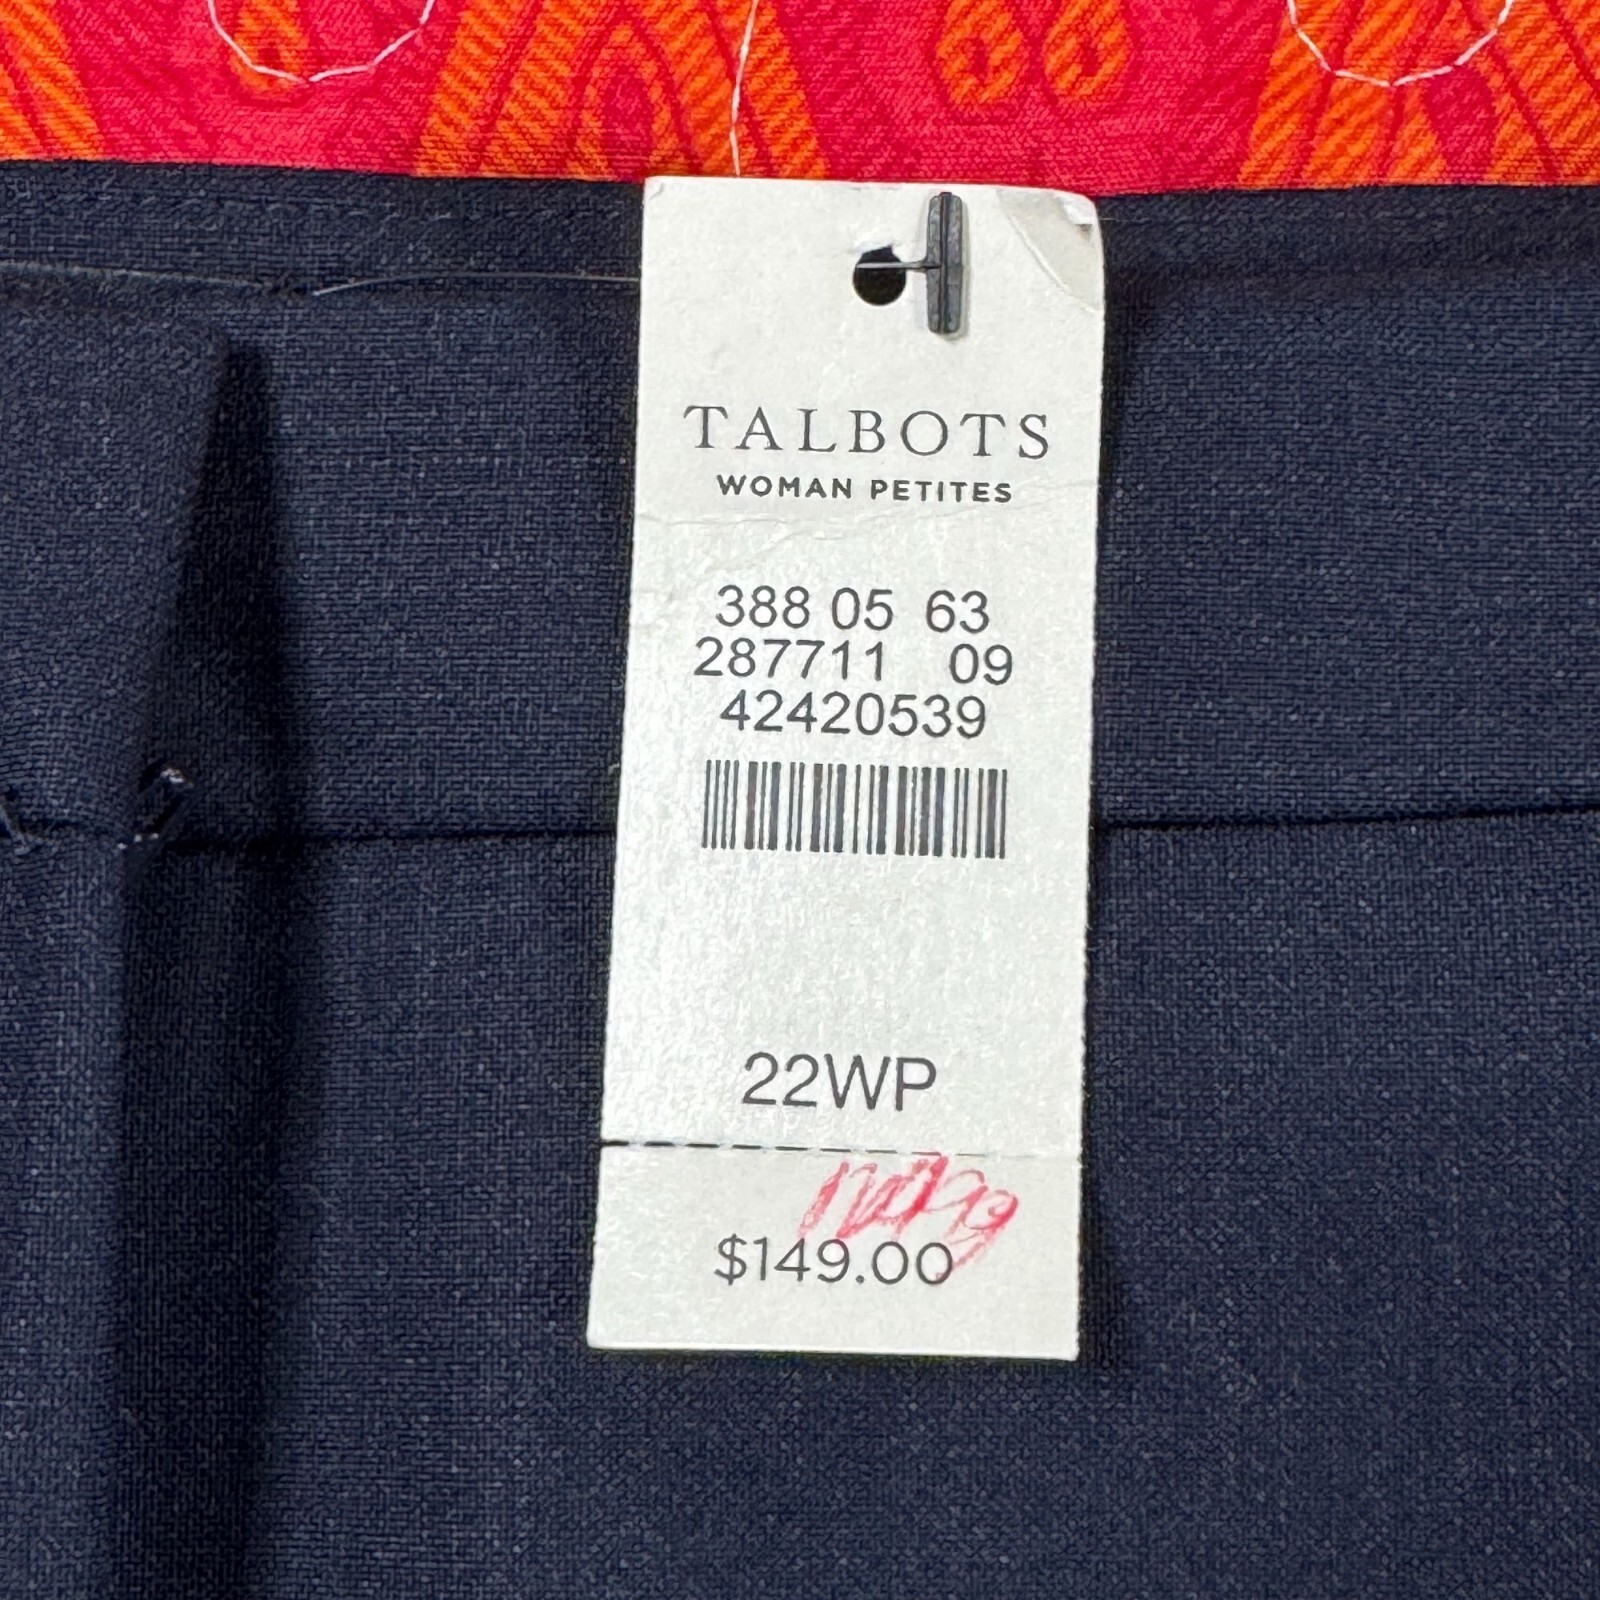 TALBOTS
WOMAN PETITES
388 05 63
287711 09
42420539
22WP
$149.00